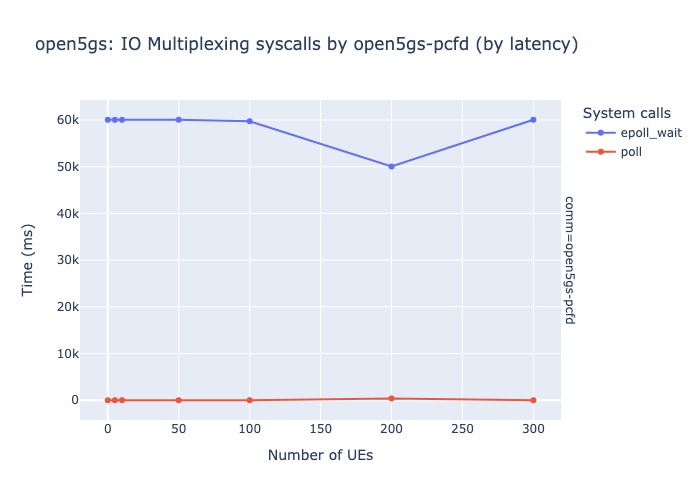 open5gs: IO Multiplexing syscalls by open5gs-pcfd (by latency)
System calls
epoll_wait
poll
60k
50k
40k
30k
20k
10k
0
Time (ms)
comm=open5gs-pcfd
0 50 100 150 200 250 300
Number of UEs